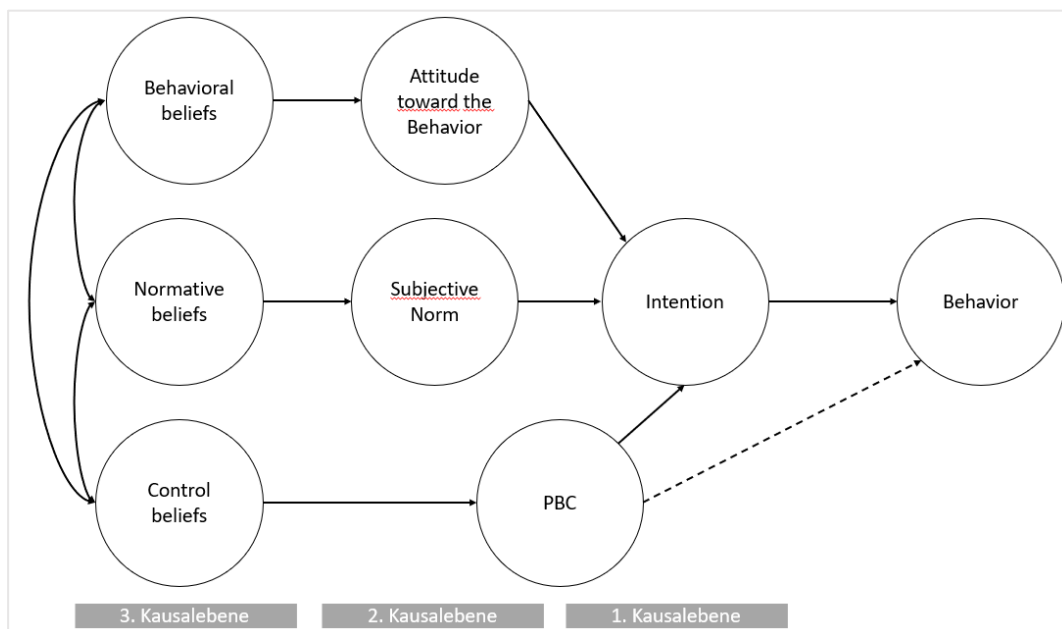 Behavioral
beliefs
Attitude
toward the
Behavior
Normative
beliefs
Subjective
Norm
Intention
Behavior
Control
beliefs
PBC
3. Kausalebene
2. Kausalebene
1. Kausalebene